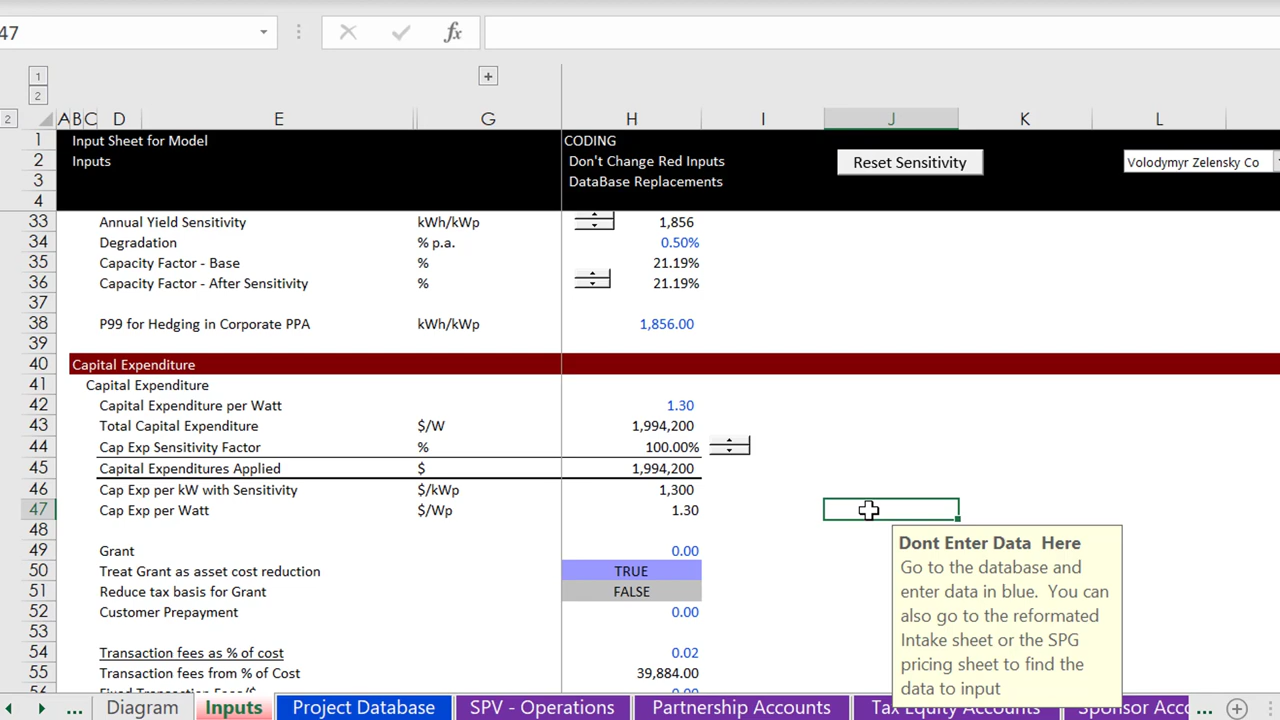 47 fx
1
2
2 A B C D E G H I J K L
1 Input Sheet for Model CODING
2 Inputs Don't Change Red Inputs Reset Sensitivity Volodymyr Zelensky Co
3 DataBase Replacements
4
33 Annual Yield Sensitivity kWh/kWp 1,856
34 Degradation % p.a. 0.50%
35 Capacity Factor - Base % 21.19%
36 Capacity Factor - After Sensitivity % 21.19%
37
38 P99 for Hedging in Corporate PPA kWh/kWp 1,856.00
39
40 Capital Expenditure
41 Capital Expenditure
42 Capital Expenditure per Watt 1.30
43 Total Capital Expenditure $/W 1,994,200
44 Cap Exp Sensitivity Factor % 100.00%
45 Capital Expenditures Applied $ 1,994,200
46 Cap Exp per kW with Sensitivity $/kWp 1,300
47 Cap Exp per Watt $/Wp 1.30
48
49 Grant 0.00
50 Treat Grant as asset cost reduction TRUE
51 Reduce tax basis for Grant FALSE
52 Customer Prepayment 0.00
53
54 Transaction fees as % of cost 0.02
55 Transaction fees from % of Cost 39,884.00
Dont Enter Data Here
Go to the database and
enter data in blue. You can
also go to the reformated
Intake sheet or the SPG
pricing sheet to find the
data to input
... Diagram Inputs Project Database SPV - Operations Partnership Accounts Tax Equity Accounts Sponsor Acco ...